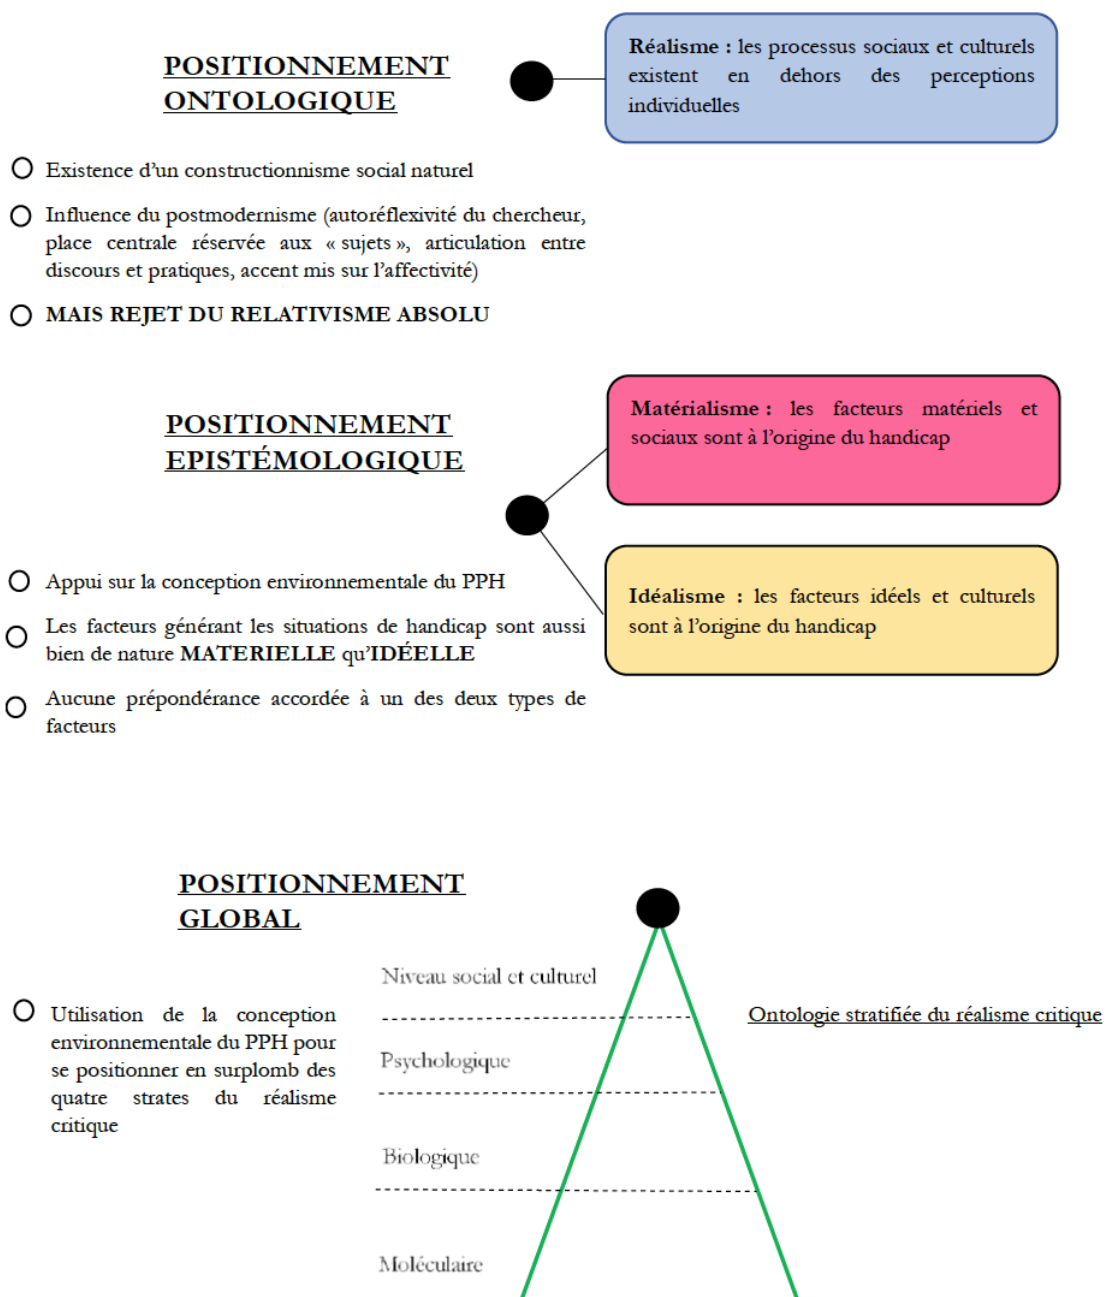 POSITIONNEMENT
ONTOLOGIQUE
Réalisme : les processus sociaux et culturels
existent en dehors des perceptions
individuelles
Existence d'un constructionnisme social naturel
Influence du postmodernisme (autoréflexivité du chercheur,
place centrale réservée aux « sujets », articulation entre
discours et pratiques, accent mis sur l'affectivité)
MAIS REJET DU RELATIVISME ABSOLU
POSITIONNEMENT
EPISTÉMOLOGIQUE
Matérialisme : les facteurs matériels et
sociaux sont à l'origine du handicap
Idéalisme : les facteurs idéels et culturels
sont à l'origine du handicap
Appui sur la conception environnementale du PPH
Les facteurs générant les situations de handicap sont aussi
bien de nature MATERIELLE qu'IDÉELLE
Aucune prépondérance accordée à un des deux types de
facteurs
POSITIONNEMENT
GLOBAL
Utilisation de la conception
environnementale du PPH pour
se positionner en surplomb des
quatre strates du réalisme
critique
Niveau social et culturel
Psychologique
Biologique
Moléculaire
Ontologie stratifiée du réalisme critique